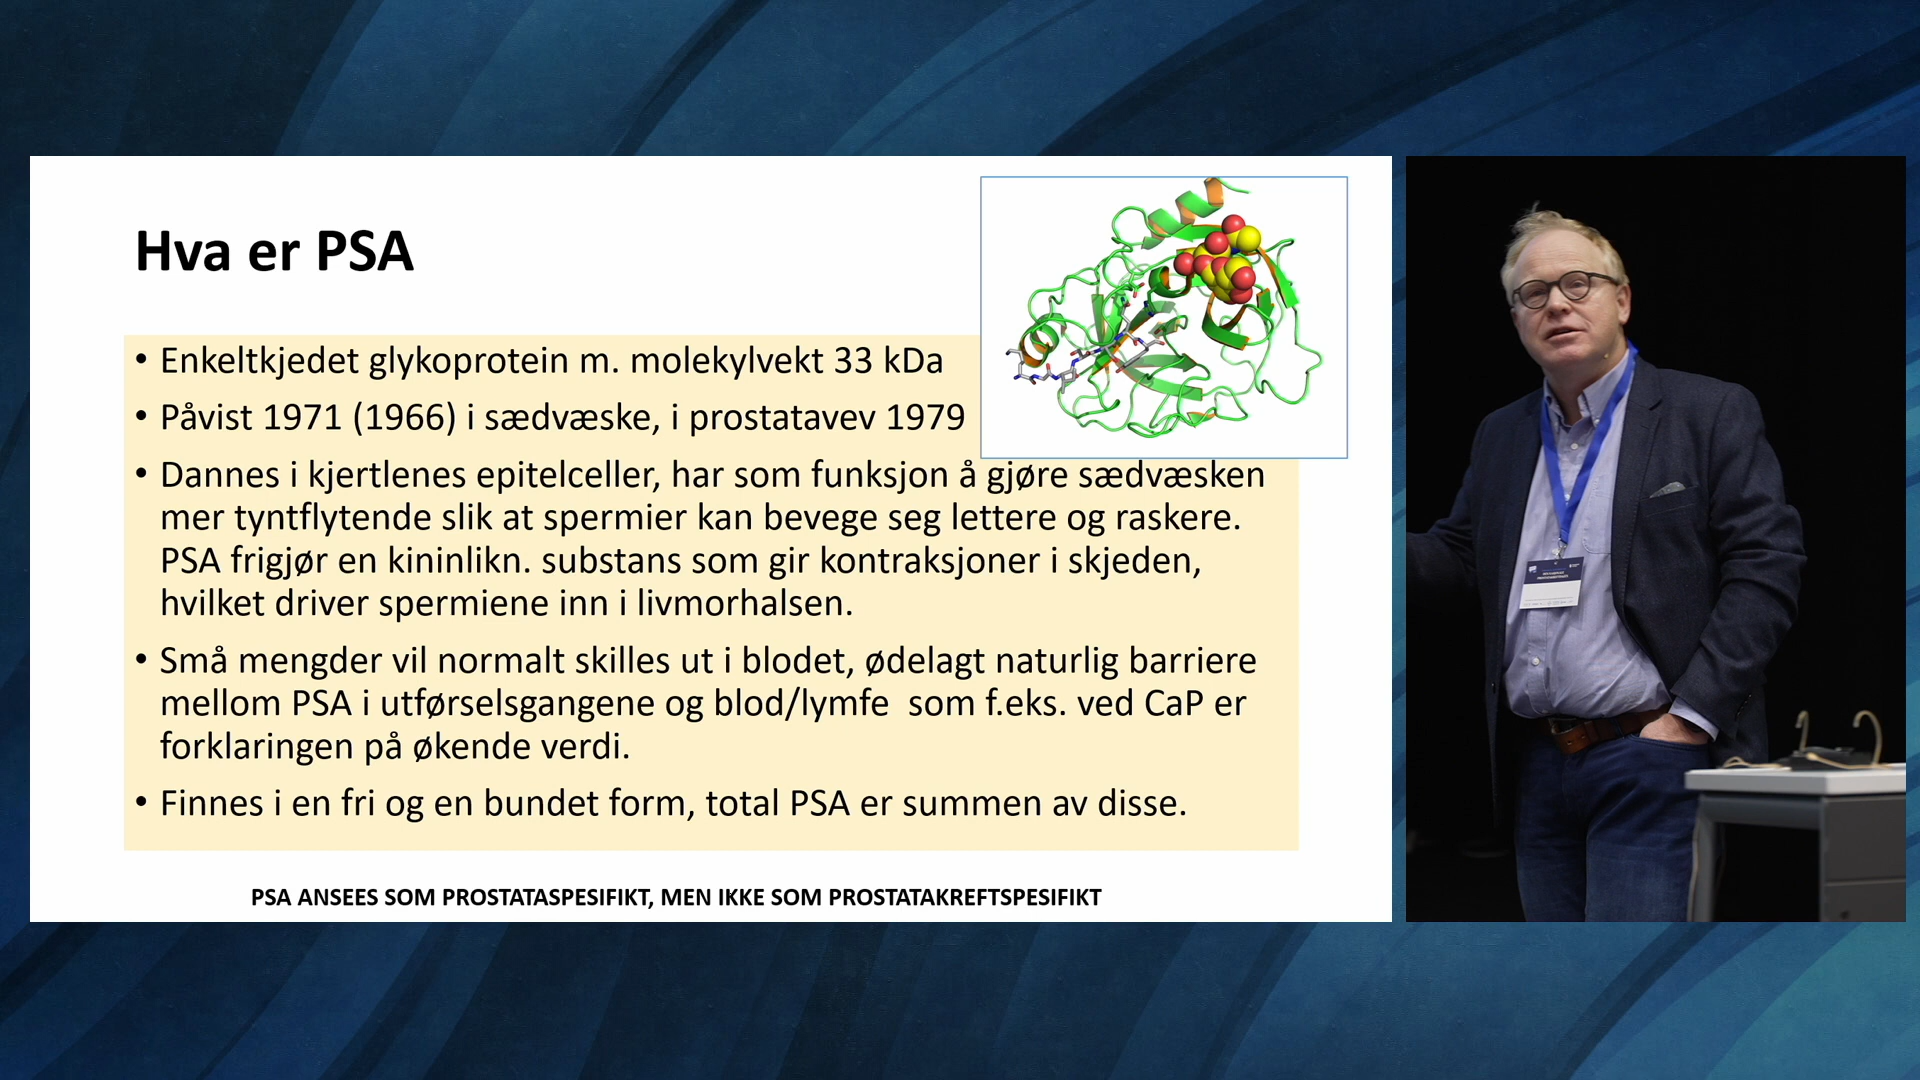 Hva er PSA
• Enkeltkjedet glykoprotein m. molekylvekt 33 kDa
• Påvist 1971 (1966) i sædvæske, i prostatavev 1979
• Dannes i kjertlenes epitelceller, har som funksjon å gjøre sædvæsken
mer tyntflytende slik at spermier kan bevege seg lettere og raskere.
PSA frigjør en kininlikn. substans som gir kontraksjoner i skjeden,
hvilket driver spermiene inn i livmorhalsen.
• Små mengder vil normalt skilles ut i blodet, ødelagt naturlig barriere
mellom PSA i utførselsgangene og blod/lymfe  som f.eks. ved CaP er
forklaringen på økende verdi.
• Finnes i en fri og en bundet form, total PSA er summen av disse.
PSA ANSEES SOM PROSTATASPESIFIKT, MEN IKKE SOM PROSTATAKREFTSPESIFIKT